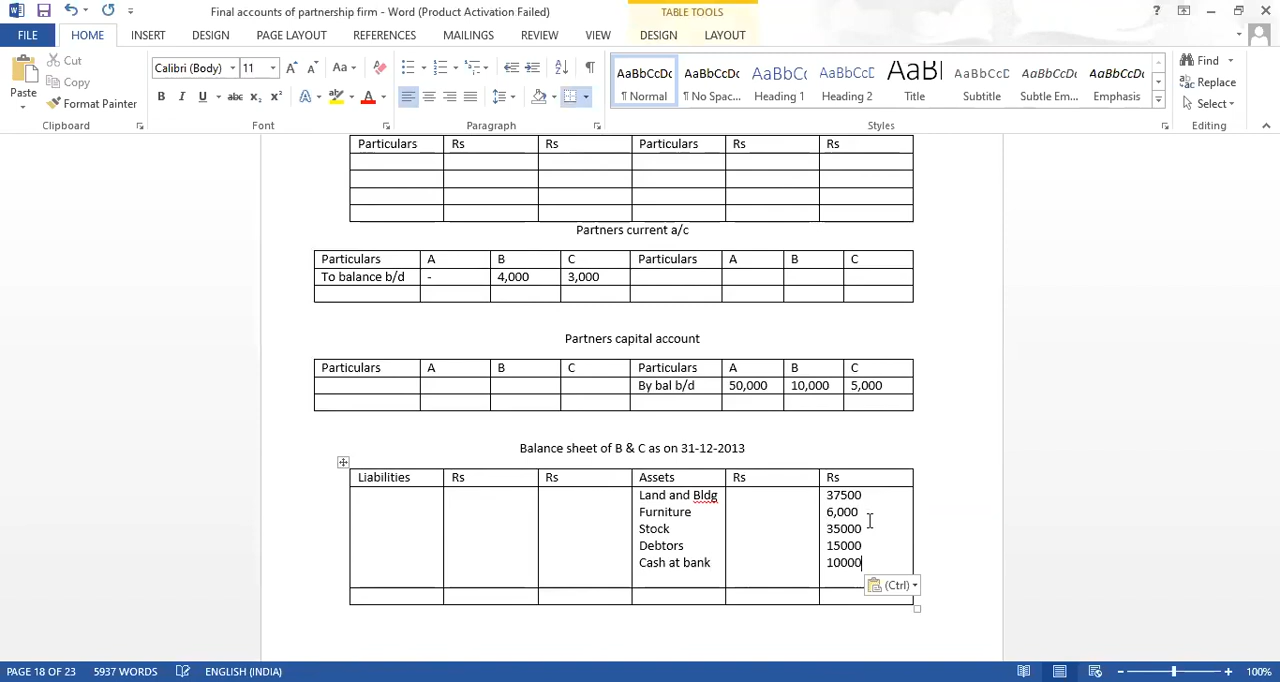 Final accounts of partnership firm - Word (Product Activation Failed)
TABLE TOOLS
FILE HOME INSERT DESIGN PAGE LAYOUT REFERENCES MAILINGS REVIEW VIEW DESIGN LAYOUT
Paste
Cut
Copy
Format Painter
Clipboard
Calibri (Body) 11
Font
Paragraph
AaBbCcDc AaBbCcDc AaBbCc AaBbCcD AaBl AaBbCcD AaBbCcDc AaBbCcDc
¶ Normal ¶ No Spac... Heading 1 Heading 2 Title Subtitle Subtle Em... Emphasis
Styles
Find
Replace
Select
Editing
Particulars Rs Rs Particulars Rs Rs
Partners current a/c
Particulars A B C Particulars A B C
To balance b/d - 4,000 3,000
Partners capital account
Particulars A B C Particulars A B C
By bal b/d 50,000 10,000 5,000
Balance sheet of B & C as on 31-12-2013
Liabilities Rs Rs Assets Rs Rs
Land and Bldg 37500
Furniture 6,000
Stock 35000
Debtors 15000
Cash at bank 10000
(Ctrl)
PAGE 18 OF 23 5937 WORDS ENGLISH (INDIA) 100%